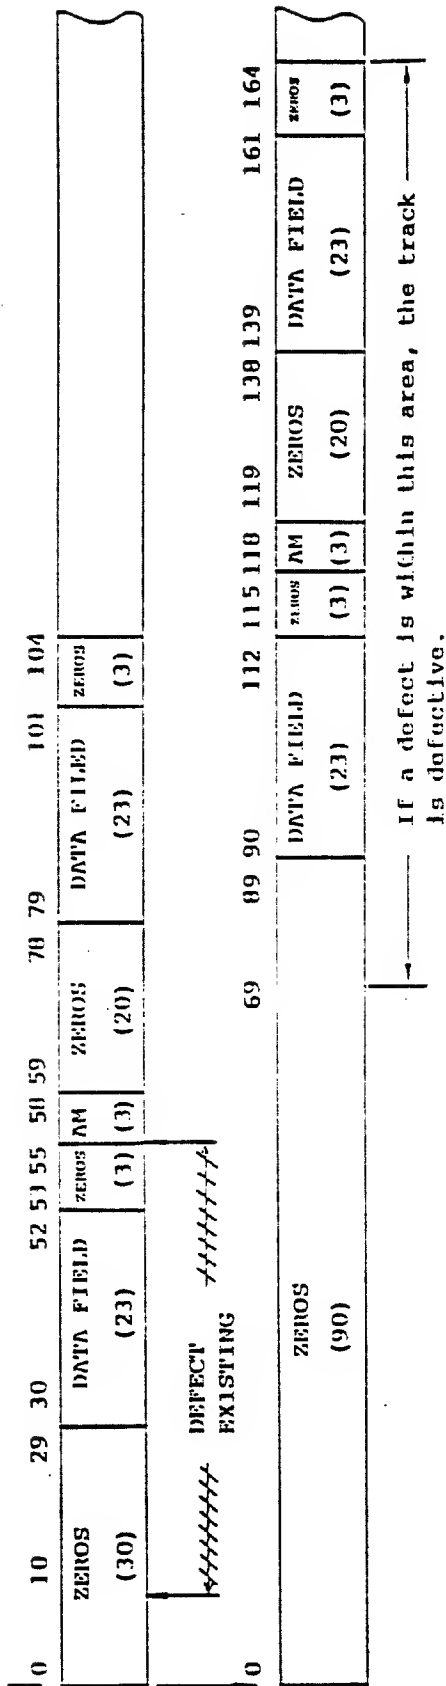 0 10 29 30 52 53 55 58 59 78 79 101 104
ZEROS DATA FIELD ZEROS AM ZEROS DATA FILED ZEROS
(30) (23) (3) (3) (20) (23) (3)
DEFECT
EXISTING
0 69 89 90 112 115 118 119 138 139 161 164
ZEROS DATA FIELD ZEROS AM ZEROS DATA FIELD ZEROS
(90) (23) (3) (3) (20) (23) (3)
If a defect is within this area, the track
is defective.